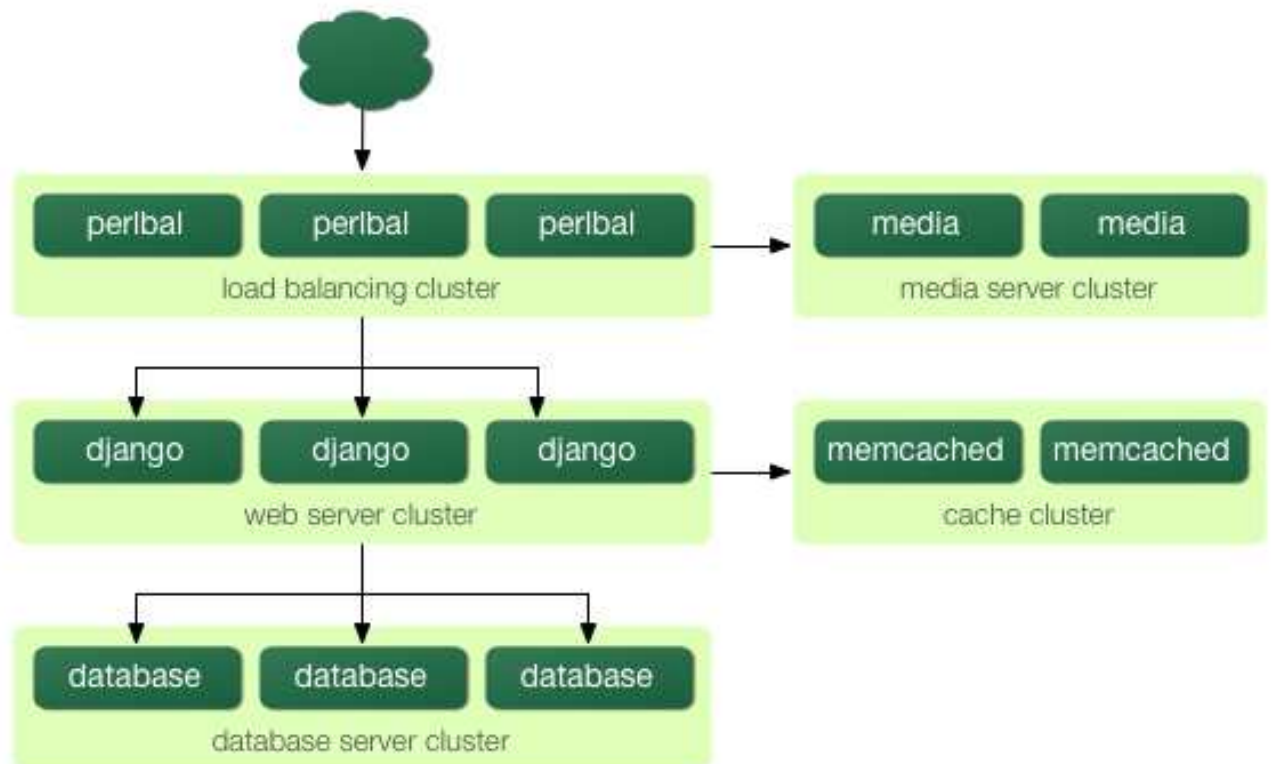 perlbal perlbal perlbal
load balancing cluster
media media
media server cluster
django django django
web server cluster
memcached memcached
cache cluster
database database database
database server cluster